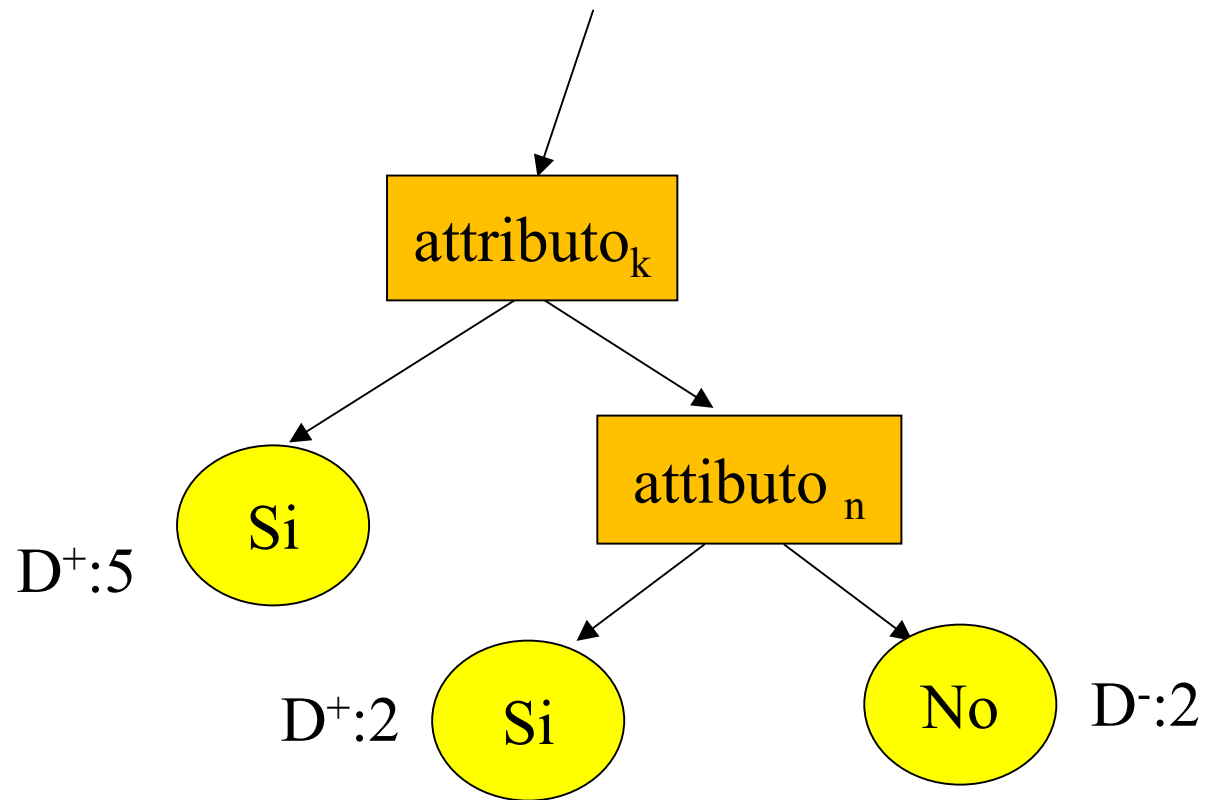 attributoₖ
attibuto ₙ
Si
D⁺:5
D⁺:2
Si
No
D⁻:2